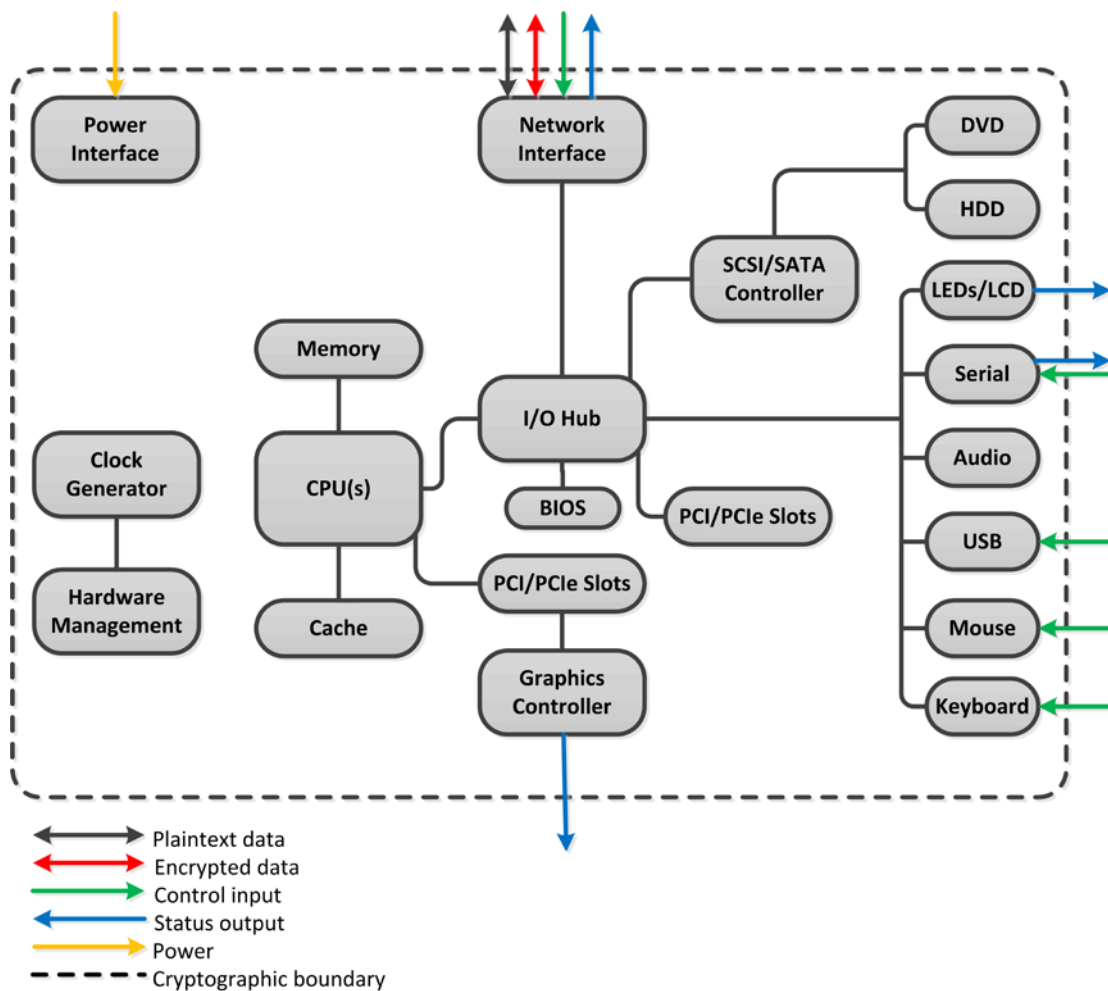 Power
Interface
Network
Interface
DVD
HDD
SCSI/SATA
Controller
LEDs/LCD
Memory
Serial
I/O Hub
Clock
Generator
CPU(s)
Audio
BIOS
PCI/PCIe Slots
USB
Hardware
Management
PCI/PCIe Slots
Cache
Mouse
Graphics
Controller
Keyboard
Plaintext data
Encrypted data
Control input
Status output
Power
Cryptographic boundary